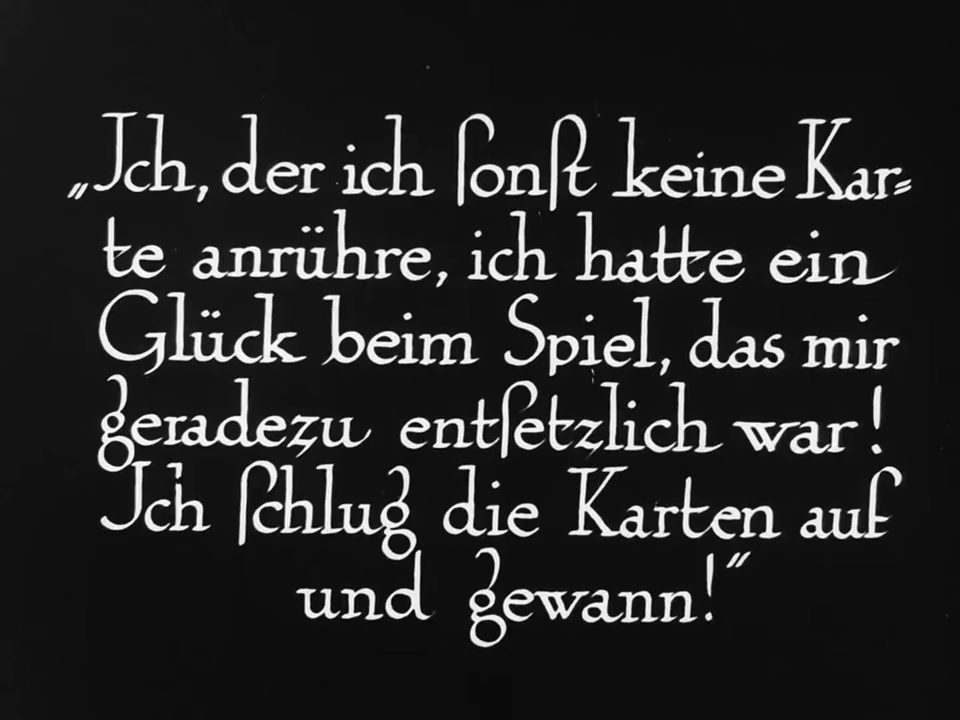 „Ich, der ich ſonſt keine Kar⸗
te anrühre, ich hatte ein
Glück beim Spiel, das mir
geradezu entſetzlich war!
Ich ſchlug die Karten auf
und gewann!“